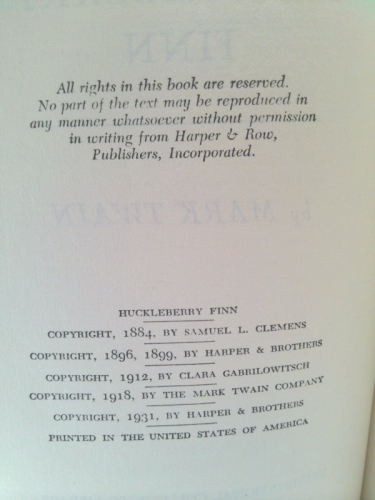 All rights in this book are reserved.
No part of the text may be reproduced in
any manner whatsoever without permission
in writing from Harper & Row,
Publishers, Incorporated.
HUCKLEBERRY FINN
COPYRIGHT, 1884, BY SAMUEL L. CLEMENS
COPYRIGHT, 1896, 1899, BY HARPER & BROTHERS
COPYRIGHT, 1912, BY CLARA GABRILOWITSCH
COPYRIGHT, 1918, BY THE MARK TWAIN COMPANY
COPYRIGHT, 1931, BY HARPER & BROTHERS
PRINTED IN THE UNITED STATES OF AMERICA